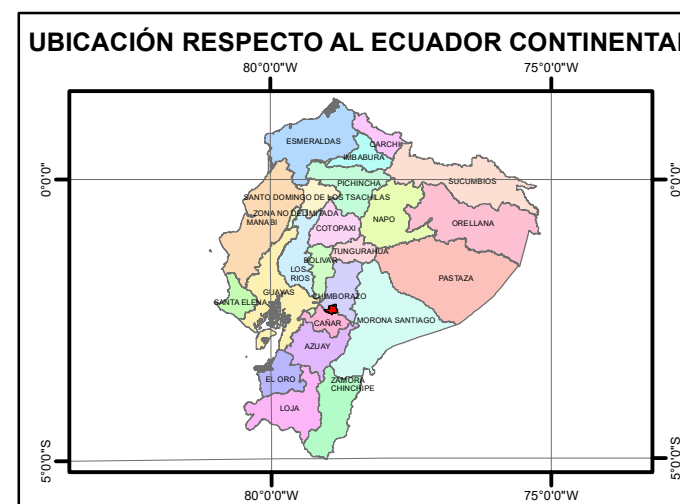 UBICACIÓN RESPECTO AL ECUADOR CONTINENTAL
80°0'0"W
75°0'0"W
0°0'0"
0°0'0"
ESMERALDAS
CARCHI
IMBABURA
PICHINCHA
SUCUMBIOS
SANTO DOMINGO DE LOS TSACHILAS
ZONA NO DELIMITADA
MANABI
NAPO
ORELLANA
COTOPAXI
TUNGURAHUA
BOLIVAR
LOS
RIOS
PASTAZA
GUAYAS
CHIMBORAZO
SANTA ELENA
MORONA SANTIAGO
CAÑAR
AZUAY
EL ORO
ZAMORA
CHINCHIPE
LOJA
5°0'0"S
5°0'0"S
80°0'0"W
75°0'0"W